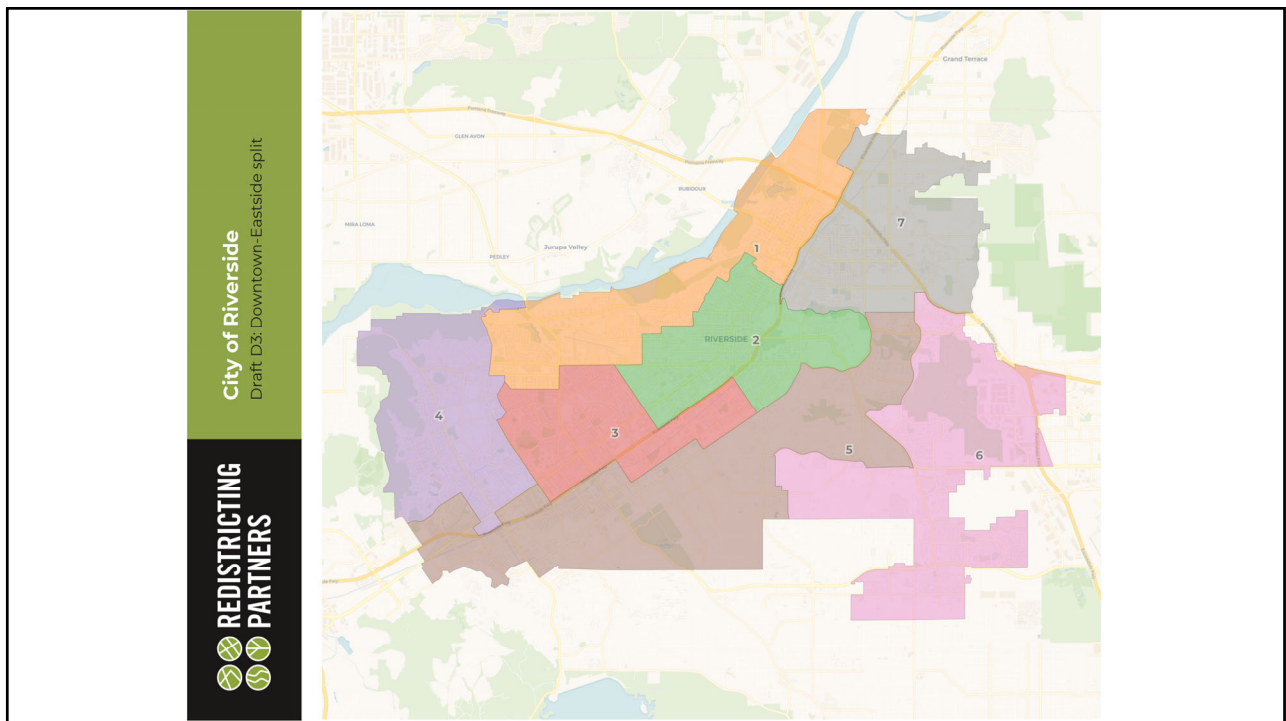 City of Riverside
Draft D3: Downtown-Eastside split
REDISTRICTING
PARTNERS
Grand Terrace
GLEN AVON
RUBIDOUX
MIRA LOMA
Jurupa Valley
PEDLEY
RIVERSIDE
1
2
3
4
5
6
7